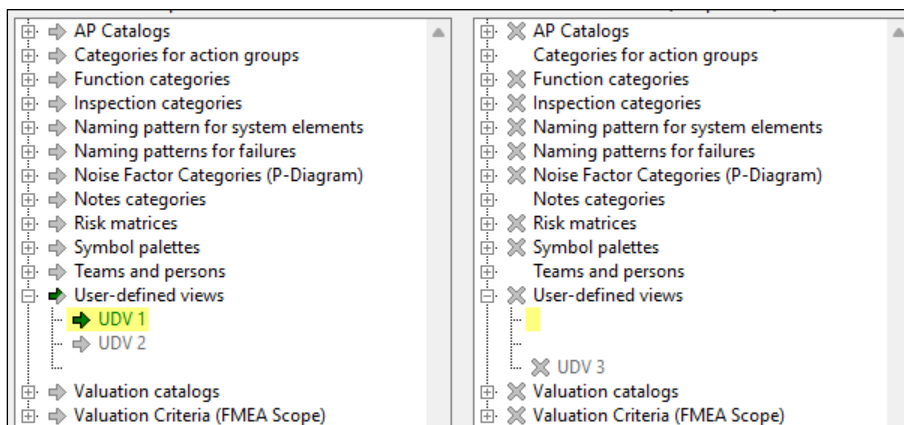 AP Catalogs
Categories for action groups
Function categories
Inspection categories
Naming pattern for system elements
Naming patterns for failures
Noise Factor Categories (P-Diagram)
Notes categories
Risk matrices
Symbol palettes
Teams and persons
User-defined views
UDV 1
UDV 2
Valuation catalogs
Valuation Criteria (FMEA Scope)
AP Catalogs
Categories for action groups
Function categories
Inspection categories
Naming pattern for system elements
Naming patterns for failures
Noise Factor Categories (P-Diagram)
Notes categories
Risk matrices
Symbol palettes
Teams and persons
User-defined views
UDV 3
Valuation catalogs
Valuation Criteria (FMEA Scope)